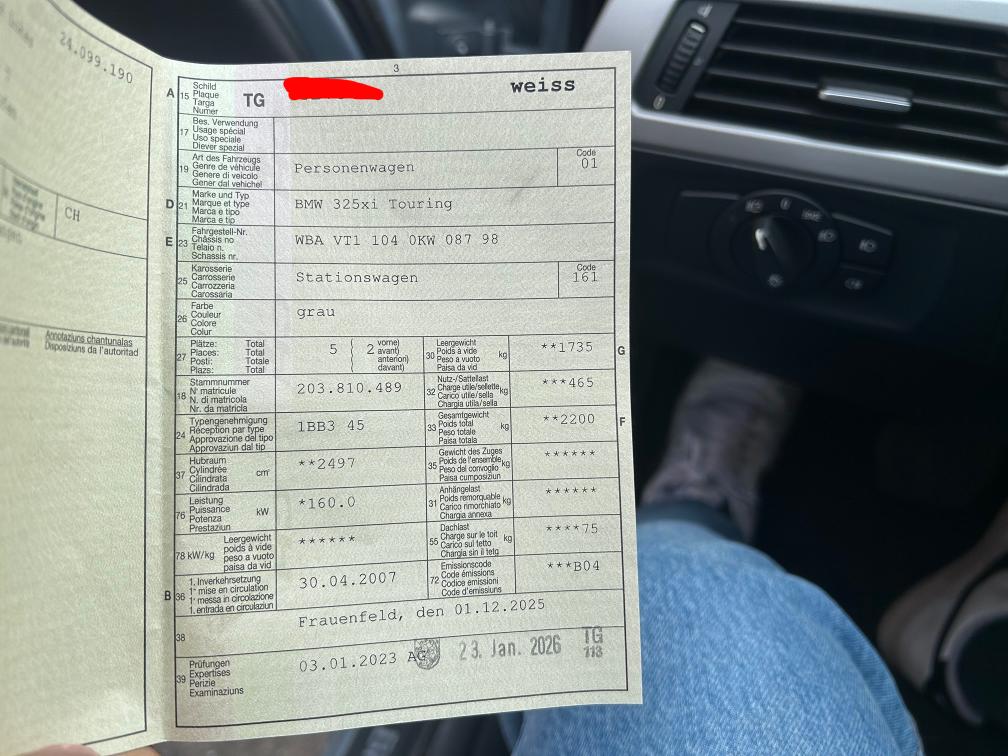 24.099.190
CH
Annotaziuns chantunalas
Disposiziuns da l'autoritad
3
A 15 Schild Plaque Targa Numer TG weiss
17 Bes. Verwendung Usage spécial Uso speciale Diever spezial
19 Art des Fahrzeugs Genre de véhicule Genere di veicolo Gener dal vehichel Personenwagen Code 01
D 21 Marke und Typ Marque et type Marca e tipo Marca e tip BMW 325xi Touring
E 23 Fahrgestell-Nr. Châssis no Telaio n. Schassis nr. WBA VT1 104 0KW 087 98
25 Karosserie Carrosserie Carrozzeria Carossaria Stationswagen Code 161
26 Farbe Couleur Colore Colur grau
27 Plätze: Total Places: Total Posti: Totale Plazs: Total 5 ( 2 vorne) avant) anteriori) davant)
30 Leergewicht Poids à vide Peso a vuoto Paisa da vid kg **1735 G
18 Stammnummer N° matricule N. di matricola Nr. da matricla 203.810.489
32 Nutz-/Sattellast Charge utile/sellette Carico utile/sella Chargia utila/sella kg ***465
24 Typengenehmigung Réception par type Approvazione del tipo Approvaziun dal tip 1BB3 45
33 Gesamtgewicht Poids total Peso totale Paisa totala kg **2200 F
37 Hubraum Cylindrée Cilindrata Cilindrada cm³ **2497
35 Gewicht des Zuges Poids de l'ensemble Peso del convoglio Paisa cumposiziun kg ******
76 Leistung Puissance Potenza Prestaziun kW *160.0
31 Anhängelast Poids remorquable Carico rimorchiato Chargia annexa kg ******
78 kW/kg Leergewicht poids à vide peso a vuoto paisa da vid ******
55 Dachlast Charge sur le toit Carico sul tetto Chargia sin il tetg kg ****75
B 36 1. Inverkehrsetzung 1ʳᵉ mise en circulation 1ª messa in circolazione 1. entrada en circulaziun 30.04.2007
72 Emissionscode Code émissions Codice emissioni Code d'emissiuns ***B04
38 Frauenfeld, den 01.12.2025
39 Prüfungen Expertises Perizie Examinaziuns 03.01.2023 AG 23. Jan. 2026 TG 113